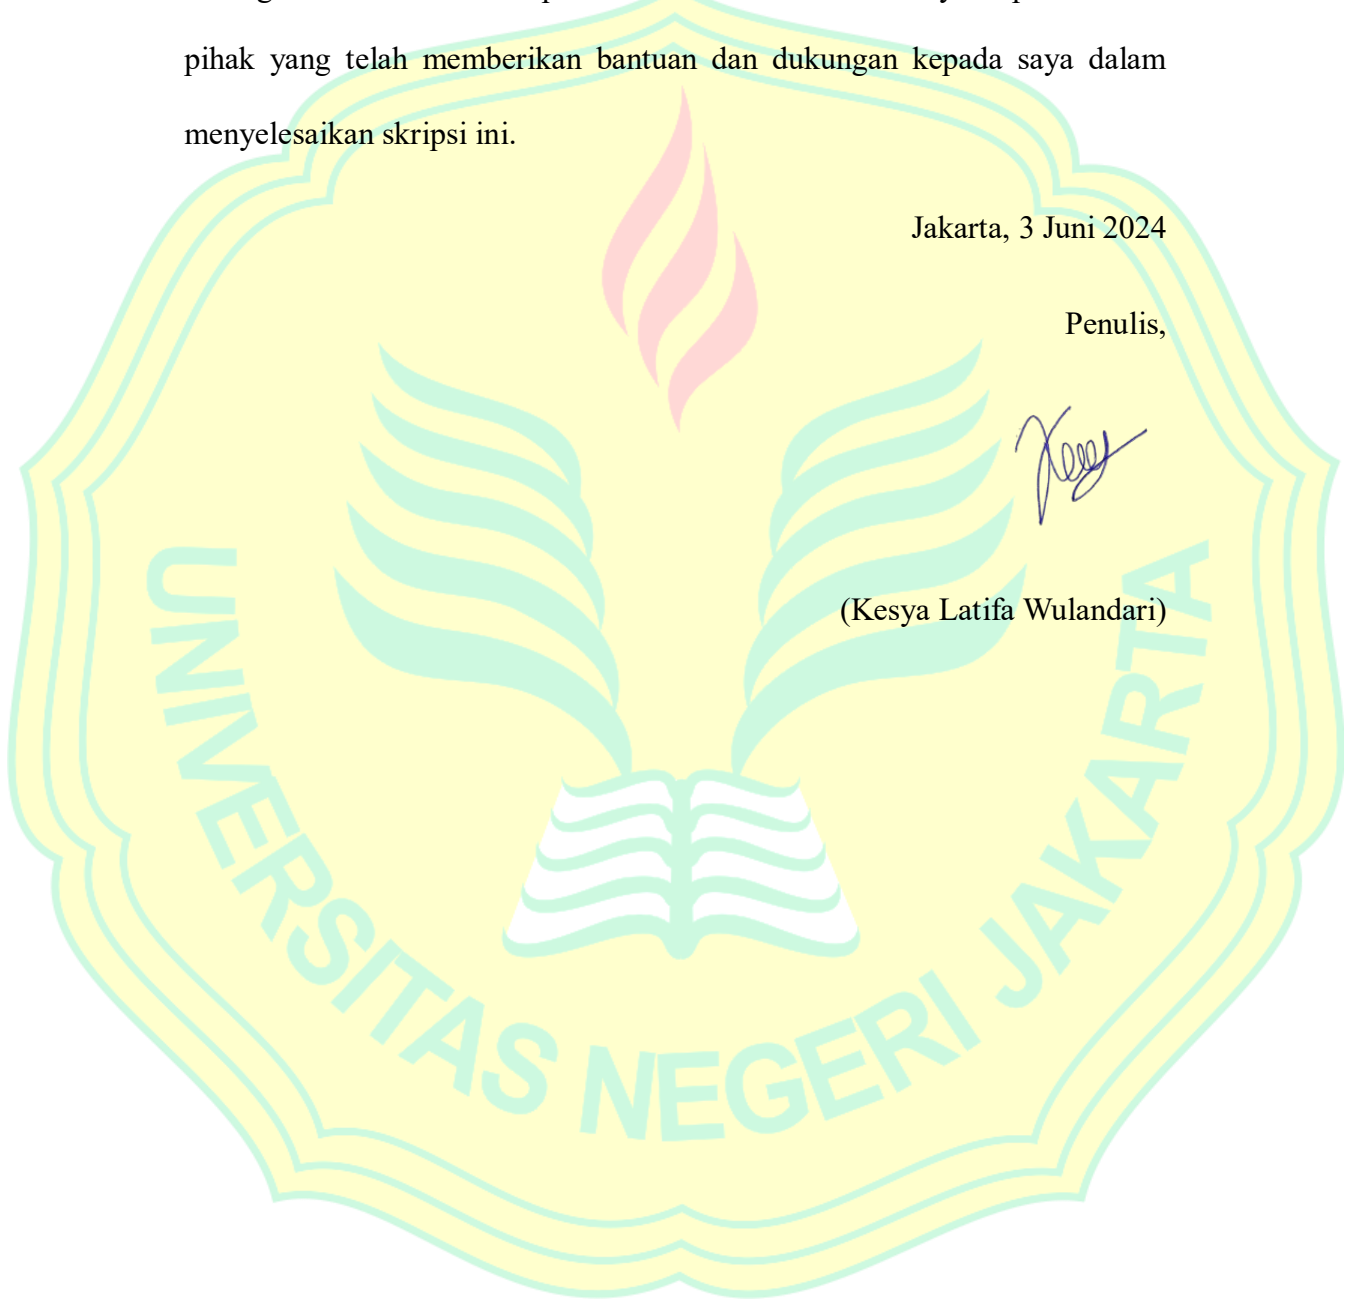 pihak yang telah memberikan bantuan dan dukungan kepada saya dalam
menyelesaikan skripsi ini.
Jakarta, 3 Juni 2024
Penulis,
(Kesya Latifa Wulandari)
UNIVERSITAS NEGERI JAKARTA